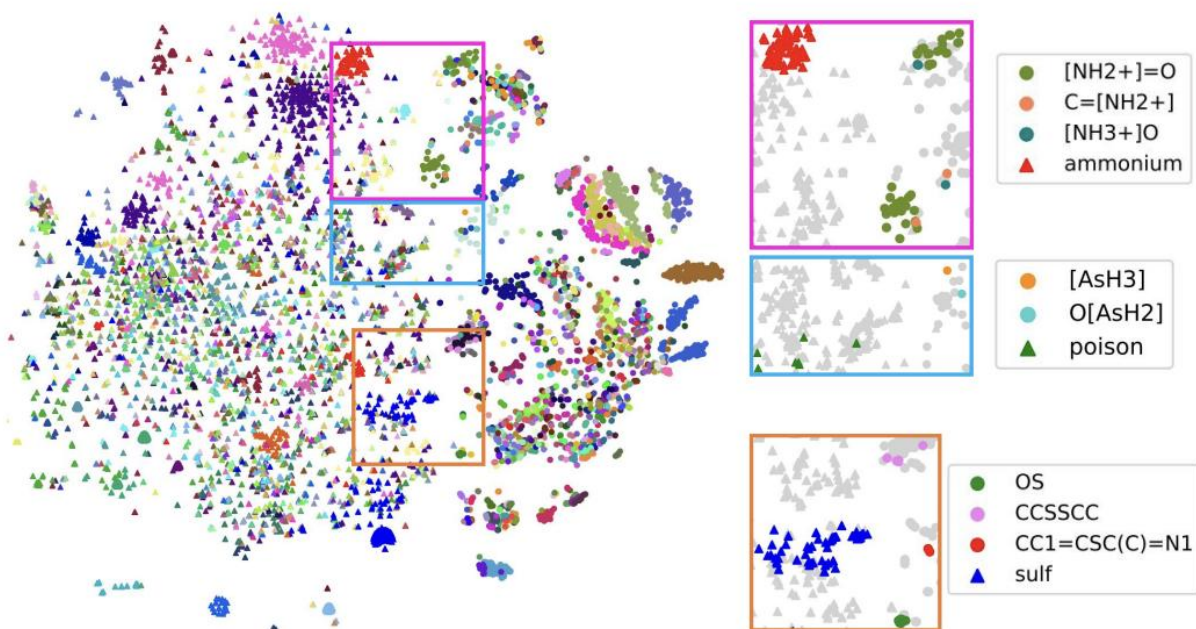 [NH2+]=O
C=[NH2+]
[NH3+]O
ammonium
[AsH3]
O[AsH2]
poison
OS
CCSSCC
CC1=CSC(C)=N1
sulf